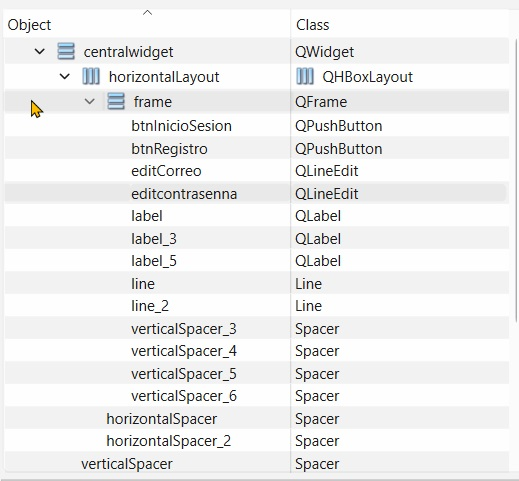 Object Class
centralwidget QWidget
horizontalLayout QHBoxLayout
frame QFrame
btnInicioSesion QPushButton
btnRegistro QPushButton
editCorreo QLineEdit
editcontrasenna QLineEdit
label QLabel
label_3 QLabel
label_5 QLabel
line Line
line_2 Line
verticalSpacer_3 Spacer
verticalSpacer_4 Spacer
verticalSpacer_5 Spacer
verticalSpacer_6 Spacer
horizontalSpacer Spacer
horizontalSpacer_2 Spacer
verticalSpacer Spacer